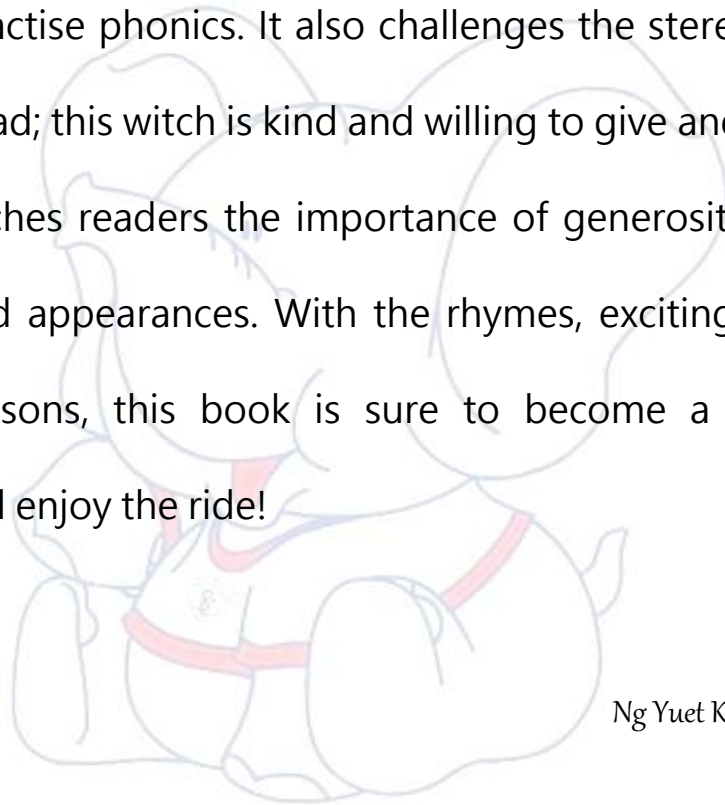 actise phonics. It also challenges the stere
ad; this witch is kind and willing to give and
ches readers the importance of generosit
d appearances. With the rhymes, exciting
sons, this book is sure to become a
l enjoy the ride!
Ng Yuet K